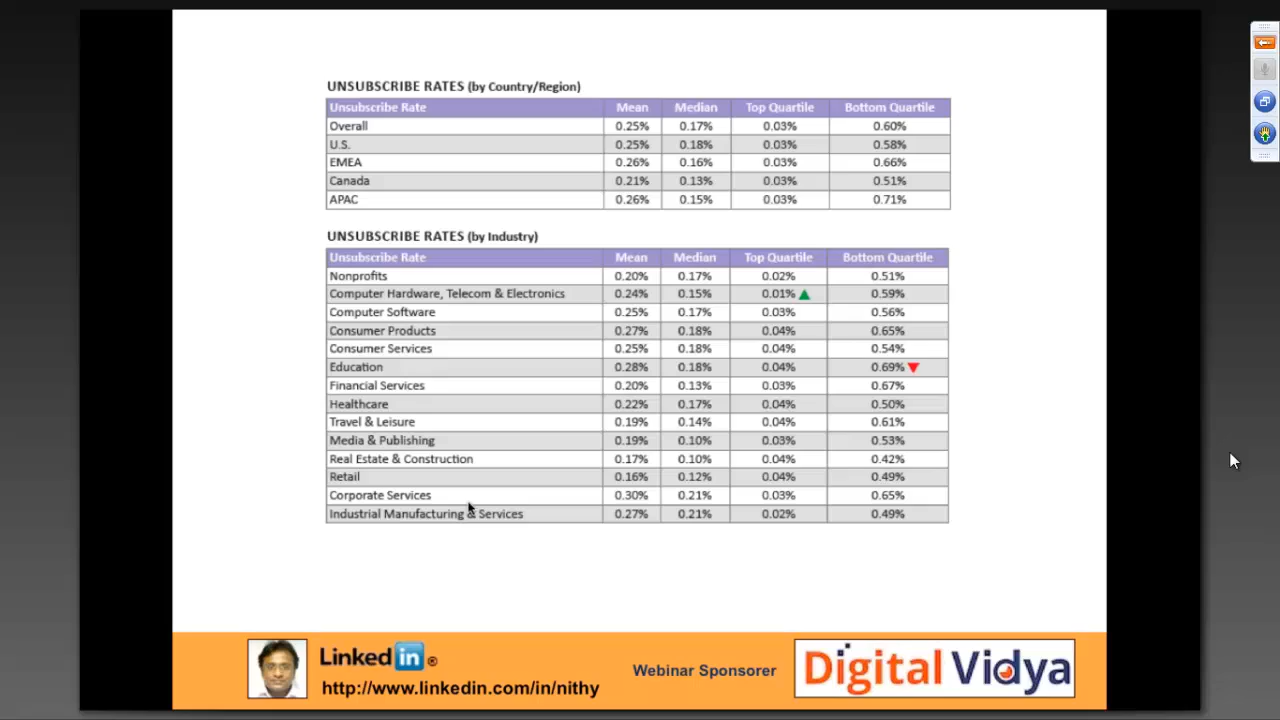 UNSUBSCRIBE RATES (by Country/Region)
Unsubscribe Rate Mean Median Top Quartile Bottom Quartile
Overall 0.25% 0.17% 0.03% 0.60%
U.S. 0.25% 0.18% 0.03% 0.58%
EMEA 0.26% 0.16% 0.03% 0.66%
Canada 0.21% 0.13% 0.03% 0.51%
APAC 0.26% 0.15% 0.03% 0.71%
UNSUBSCRIBE RATES (by Industry)
Unsubscribe Rate Mean Median Top Quartile Bottom Quartile
Nonprofits 0.20% 0.17% 0.02% 0.51%
Computer Hardware, Telecom & Electronics 0.24% 0.15% 0.01% 0.59%
Computer Software 0.25% 0.17% 0.03% 0.56%
Consumer Products 0.27% 0.18% 0.04% 0.65%
Consumer Services 0.25% 0.18% 0.04% 0.54%
Education 0.28% 0.18% 0.04% 0.69%
Financial Services 0.20% 0.13% 0.03% 0.67%
Healthcare 0.22% 0.17% 0.04% 0.50%
Travel & Leisure 0.19% 0.14% 0.04% 0.61%
Media & Publishing 0.19% 0.10% 0.03% 0.53%
Real Estate & Construction 0.17% 0.10% 0.04% 0.42%
Retail 0.16% 0.12% 0.04% 0.49%
Corporate Services 0.30% 0.21% 0.03% 0.65%
Industrial Manufacturing & Services 0.27% 0.21% 0.02% 0.49%
Linked in ®
http://www.linkedin.com/in/nithy
Webinar Sponsorer
Digital Vidya